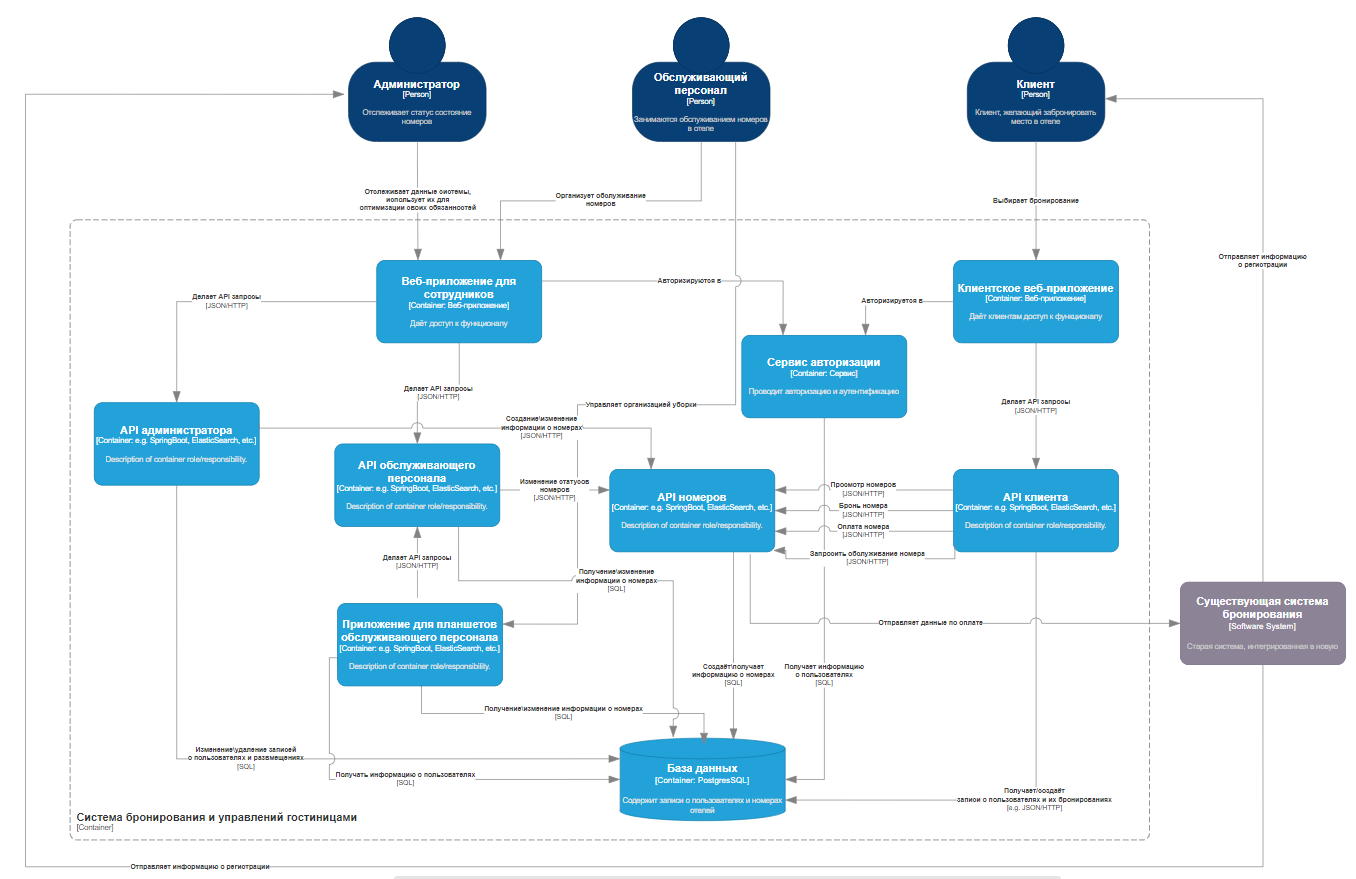 Администратор
[Person]
Отслеживает статус состояние
номеров
Обслуживающий
персонал
[Person]
Занимаются обслуживанием номеров
в отеле
Клиент
[Person]
Клиент, желающий забронировать
место в отеле
Отслеживает данные системы,
использует их для
оптимизации своих обязанностей
Организует обслуживание
номеров
Выбирает бронирование
Отправляет информацию
о регистрации
Веб-приложение для
сотрудников
[Container: Веб-приложение]
Даёт доступ к функционалу
Авторизируются в
Клиентское веб-приложение
[Container: Веб-приложение]
Даёт клиентам доступ к функционалу
Делает API запросы
[JSON/HTTP]
Авторизируется в
Сервис авторизации
[Container: Сервис]
Проводит авторизацию и аутентификацию
Делает API запросы
[JSON/HTTP]
Управляет организацией уборки
Делает API запросы
[JSON/HTTP]
API администратора
[Container: e.g. SpringBoot, ElasticSearch, etc.]
Description of container role/responsibility.
Создание\изменение
информации о номерах
[JSON/HTTP]
API обслуживающего
персонала
[Container: e.g. SpringBoot, ElasticSearch, etc.]
Description of container role/responsibility.
Изменение статусов
номеров
[JSON/HTTP]
API номеров
[Container: e.g. SpringBoot, ElasticSearch, etc.]
Description of container role/responsibility.
Просмотр номеров
[JSON/HTTP]
Бронь номера
[JSON/HTTP]
Оплата номера
[JSON/HTTP]
Запросить обслуживание номера
[JSON/HTTP]
API клиента
[Container: e.g. SpringBoot, ElasticSearch, etc.]
Description of container role/responsibility.
Делает API запросы
[JSON/HTTP]
Получение\изменение
информации о номерах
[SQL]
Приложение для планшетов
обслуживающего персонала
[Container: e.g. SpringBoot, ElasticSearch, etc.]
Description of container role/responsibility.
Отправляет данные по оплате
Существующая система
бронирования
[Software System]
Старая система, интегрированная в новую
Создаёт\получает
информацию о номерах
[SQL]
Получает информацию
о пользователях
[SQL]
Получение\изменение информации о номерах
[SQL]
Изменение\удаление записей
о пользователях и размещениях
[SQL]
Получать информацию о пользователях
[SQL]
База данных
[Container: PostgresSQL]
Содержит записи о пользователях и номерах
отелей
Получает/создаёт
записи о пользователях и их бронированиях
[e.g. JSON/HTTP]
Система бронирования и управлений гостиницами
[Container]
Отправляет информацию о регистрации